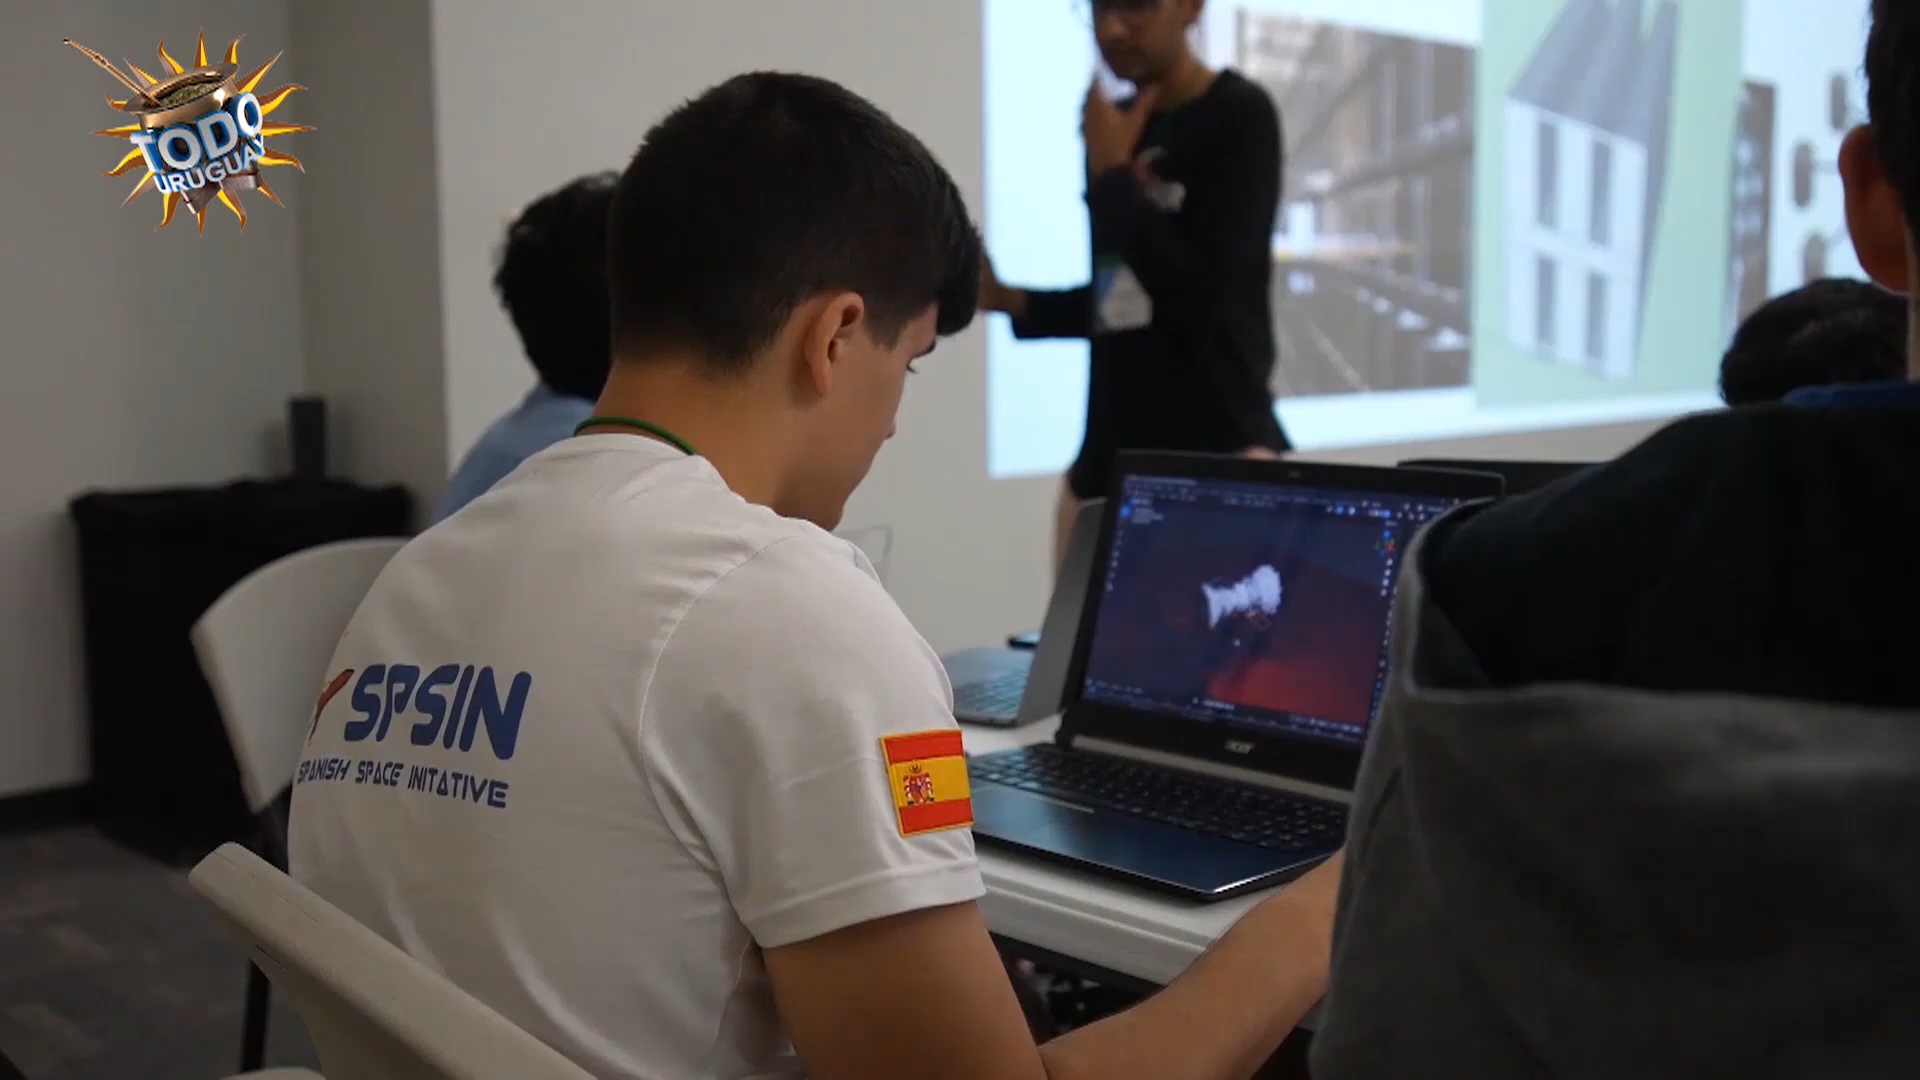 TODO
URUGUAY
SPSIN
SPANISH SPACE INITATIVE
acer